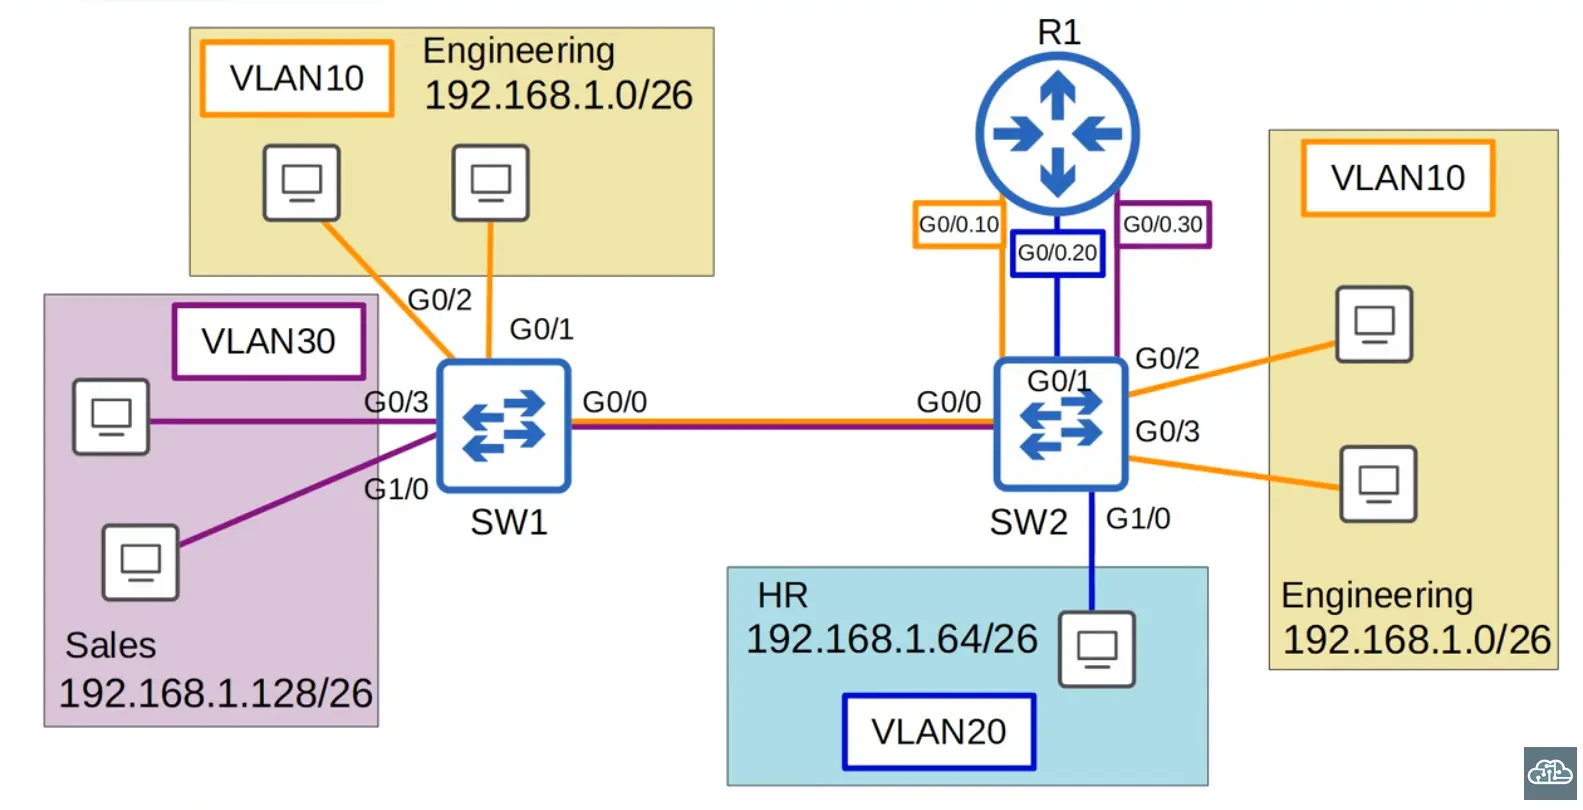 R1
VLAN10
Engineering
192.168.1.0/26
VLAN10
G0/0.10
G0/0.20
G0/0.30
G0/2
G0/1
VLAN30
G0/3
G0/0
G0/0
G0/1
G0/2
G0/3
G1/0
SW1
SW2
G1/0
Sales
192.168.1.128/26
HR
192.168.1.64/26
VLAN20
Engineering
192.168.1.0/26